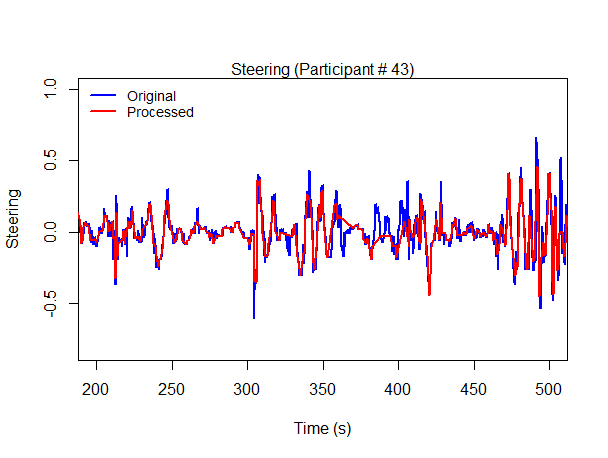 Steering (Participant # 43)
Original
Processed
1.0
0.5
0.0
-0.5
Steering
200 250 300 350 400 450 500
Time (s)